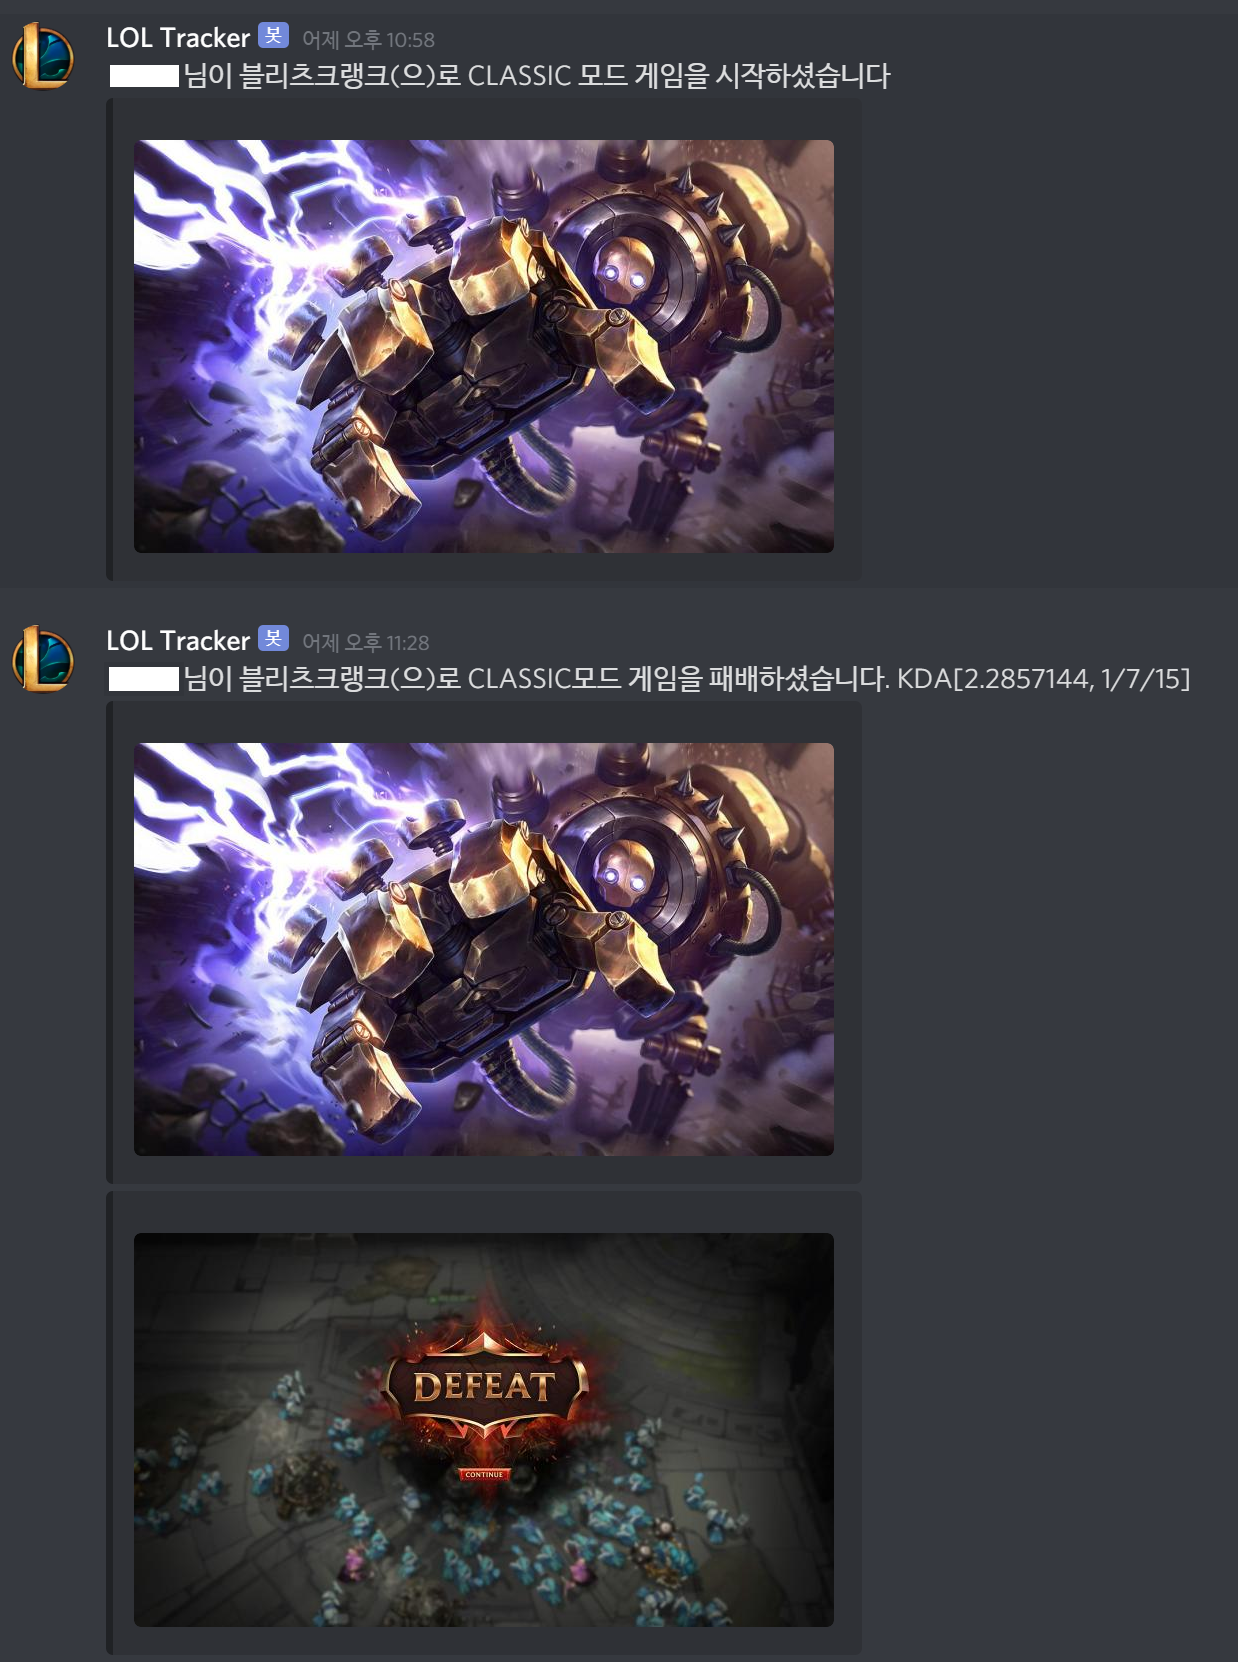 LOL Tracker 봇 어제 오후 10:58
님이 블리츠크랭크(으)로 CLASSIC 모드 게임을 시작하셨습니다
LOL Tracker 봇 어제 오후 11:28
님이 블리츠크랭크(으)로 CLASSIC모드 게임을 패배하셨습니다. KDA[2.2857144, 1/7/15]
DEFEAT
CONTINUE